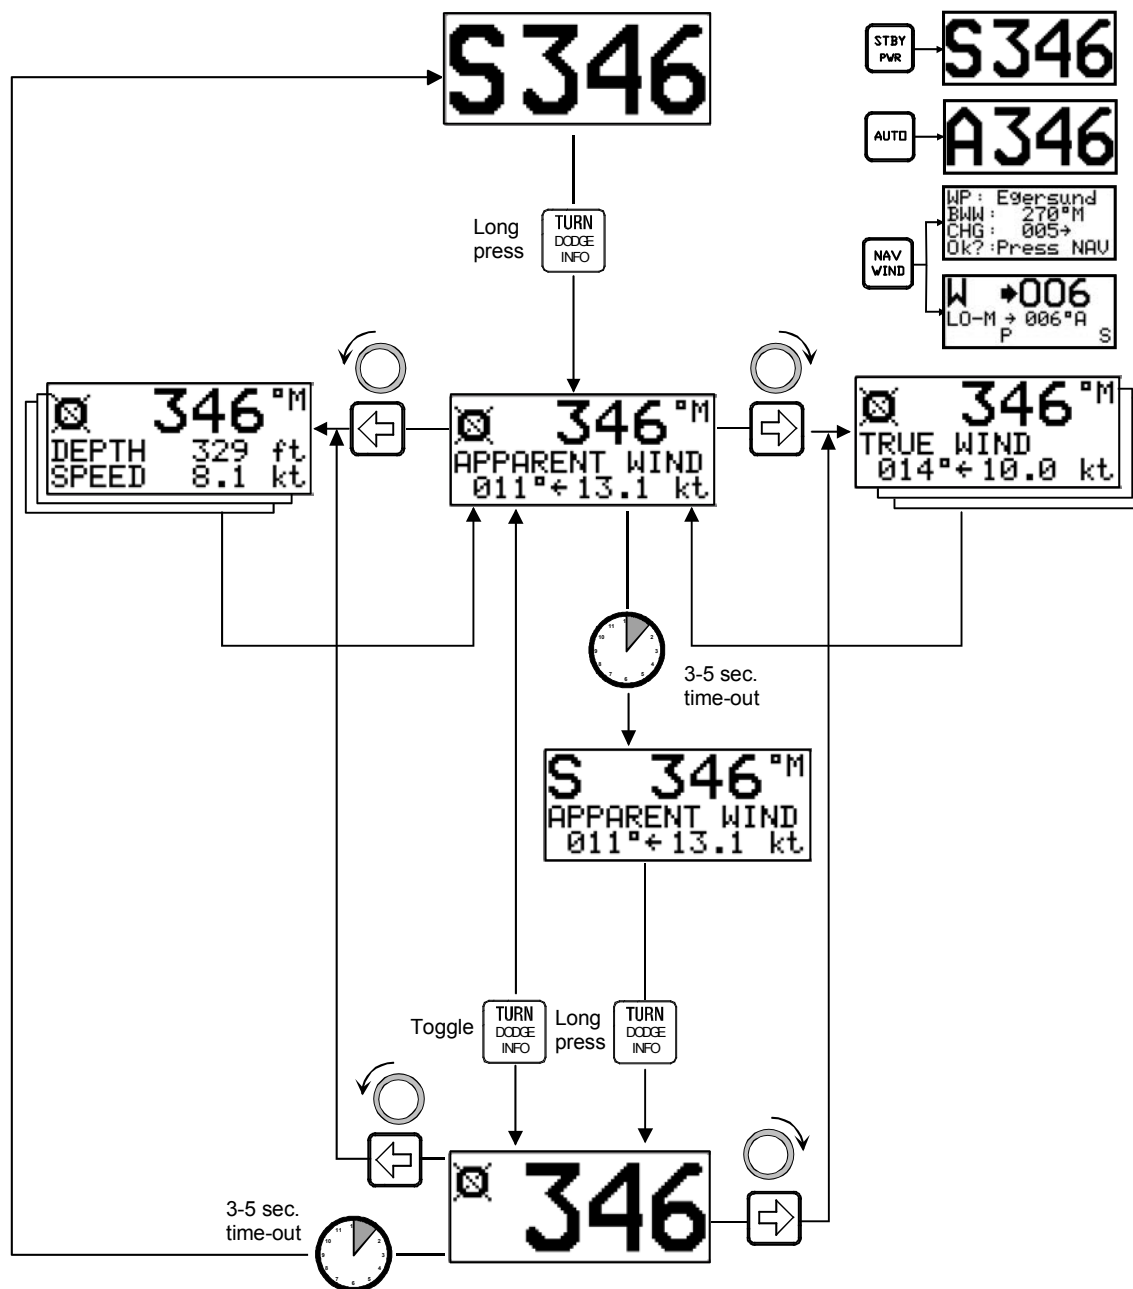 S346
STBY
PWR
S346
AUTO
A346
WP: Egersund
BWW: 270°M
CHG: 005→
Ok?:Press NAV
NAV
WIND
W →006
LO-M → 006°A
P S
Long
press
TURN
DODGE
INFO
346°M
DEPTH 329 ft
SPEED 8.1 kt
346°M
APPARENT WIND
011°←13.1 kt
346°M
TRUE WIND
014°←10.0 kt
3-5 sec.
time-out
S 346°M
APPARENT WIND
011°←13.1 kt
Toggle
TURN
DODGE
INFO
Long
press
TURN
DODGE
INFO
346
3-5 sec.
time-out